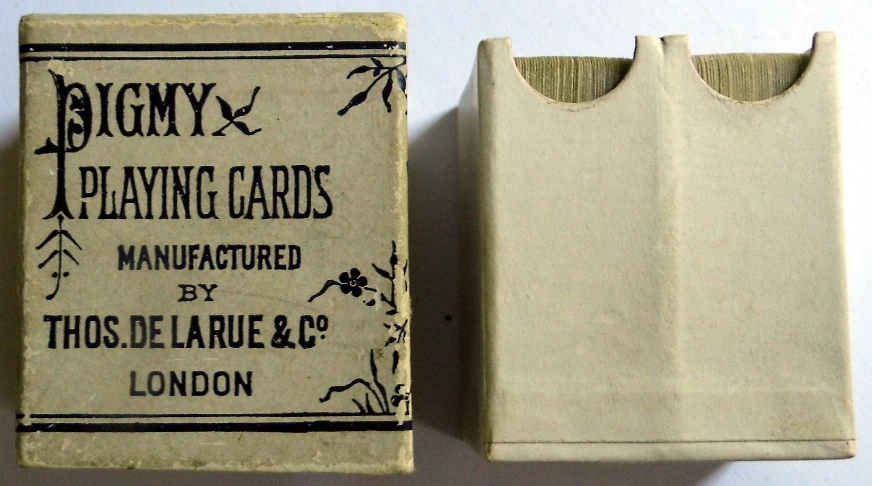 PIGMY
PLAYING CARDS
MANUFACTURED
BY
THOS. DE LA RUE & Cº
LONDON